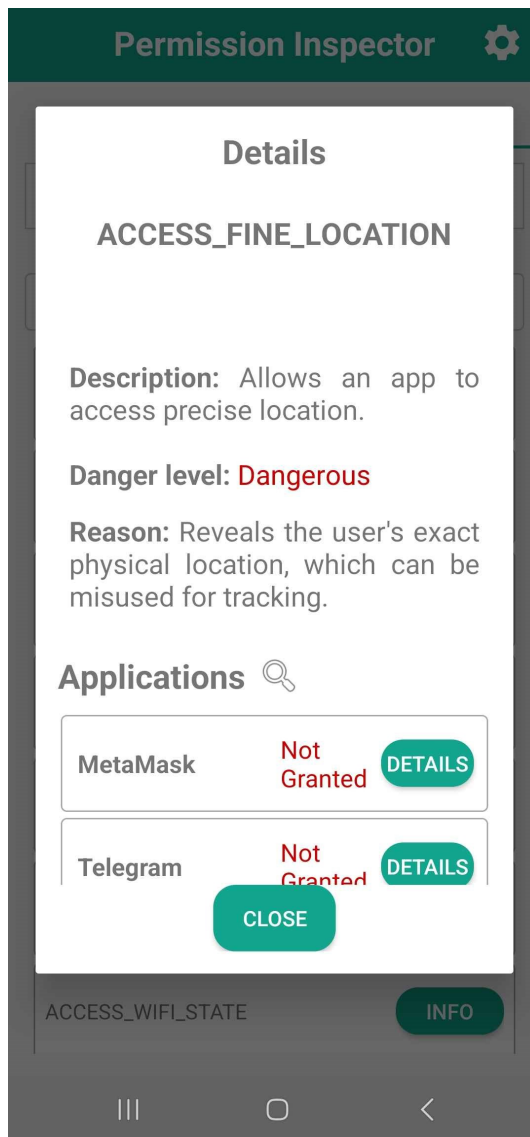 Permission Inspector
Details
ACCESS_FINE_LOCATION
Description: Allows an app to
access precise location.
Danger level: Dangerous
Reason: Reveals the user's exact
physical location, which can be
misused for tracking.
Applications
MetaMask
Not
Granted
DETAILS
Telegram
Not
Granted
DETAILS
CLOSE
ACCESS_WIFI_STATE
INFO